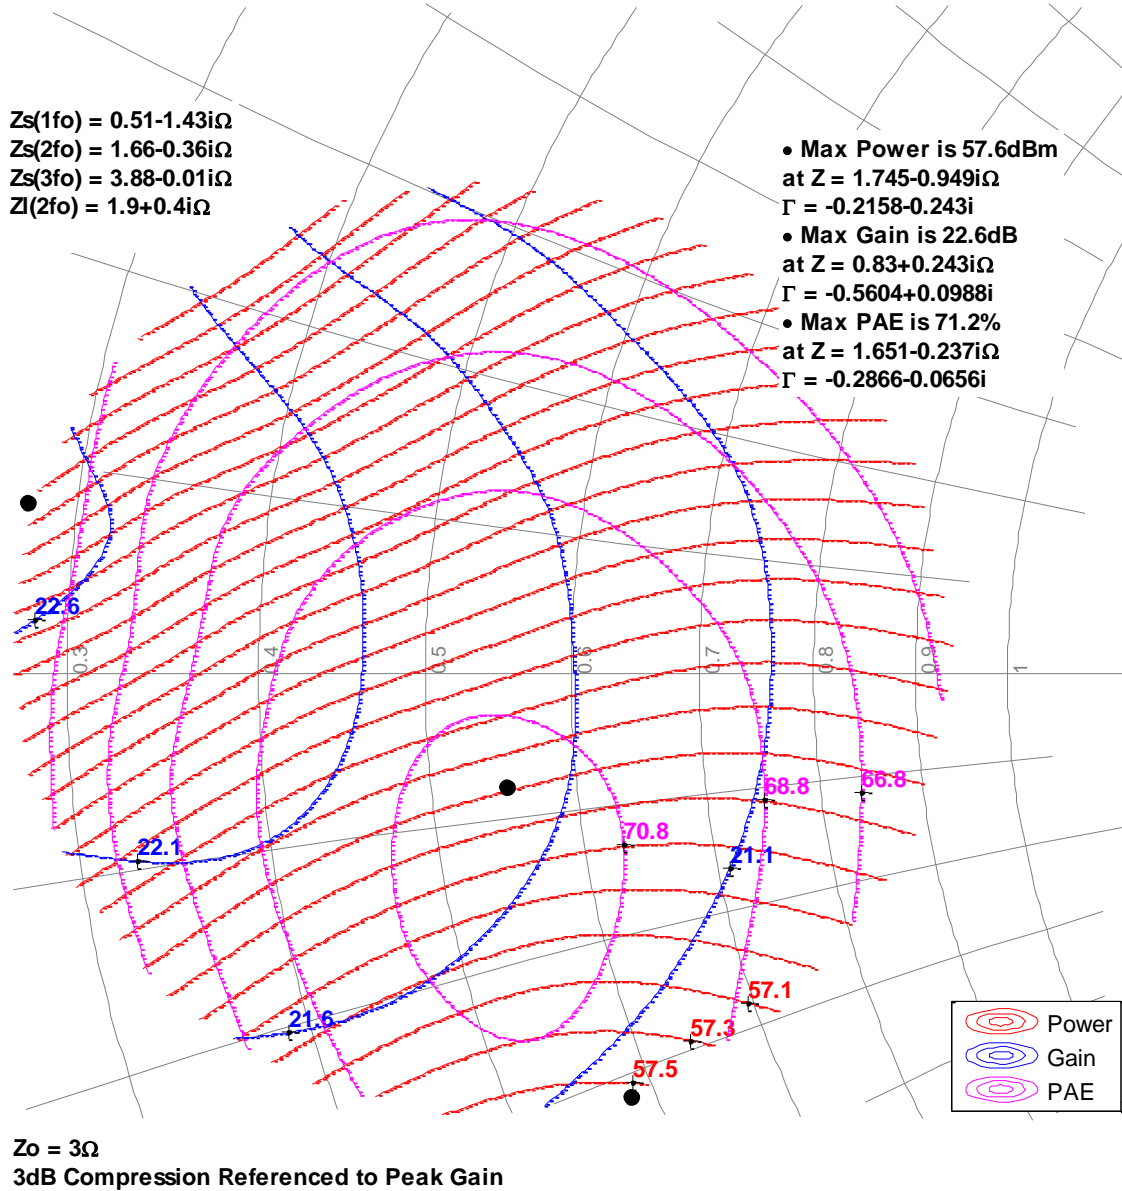 Zs(1fo) = 0.51-1.43iΩ
Zs(2fo) = 1.66-0.36iΩ
Zs(3fo) = 3.88-0.01iΩ
Zl(2fo) = 1.9+0.4iΩ
• Max Power is 57.6dBm
at Z = 1.745-0.949iΩ
Γ = -0.2158-0.243i
• Max Gain is 22.6dB
at Z = 0.83+0.243iΩ
Γ = -0.5604+0.0988i
• Max PAE is 71.2%
at Z = 1.651-0.237iΩ
Γ = -0.2866-0.0656i
22.6
0.3
0.4
0.5
0.6
0.7
0.8
0.9
1
68.8
66.8
70.8
22.1
21.1
57.1
21.6
57.3
57.5
Power
Gain
PAE
Zo = 3Ω
3dB Compression Referenced to Peak Gain